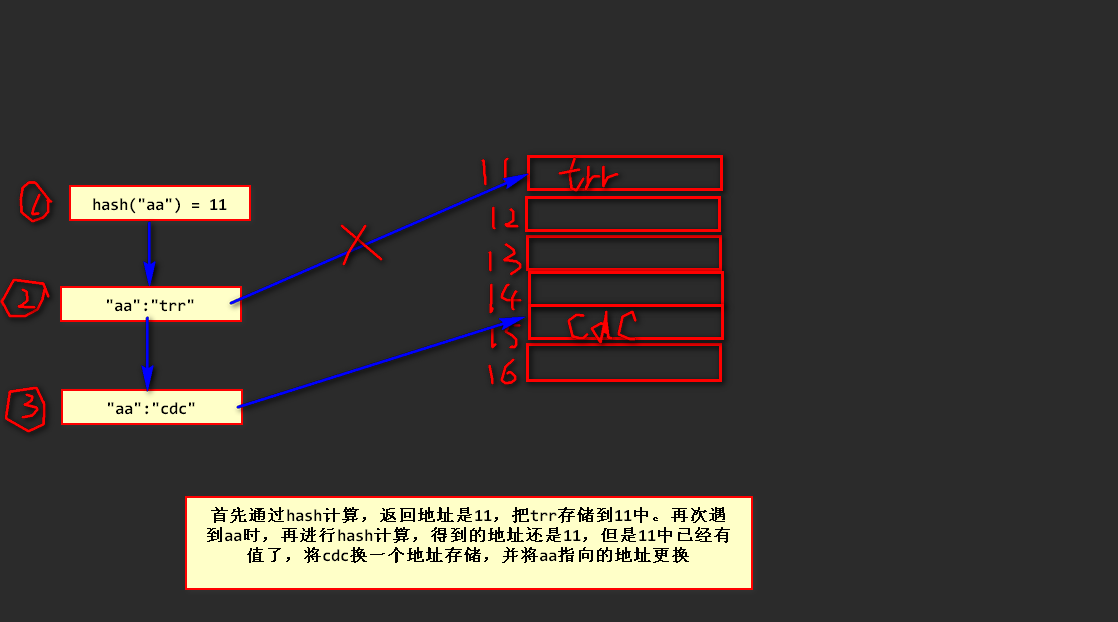 ① hash("aa") = 11
② "aa":"trr"
③ "aa":"cdc"
11 trr
12
13
14
15 cdc
16
首先通过hash计算，返回地址是11，把trr存储到11中。再次遇
到aa时，再进行hash计算，得到的地址还是11，但是11中已经有
值了，将cdc换一个地址存储，并将aa指向的地址更换